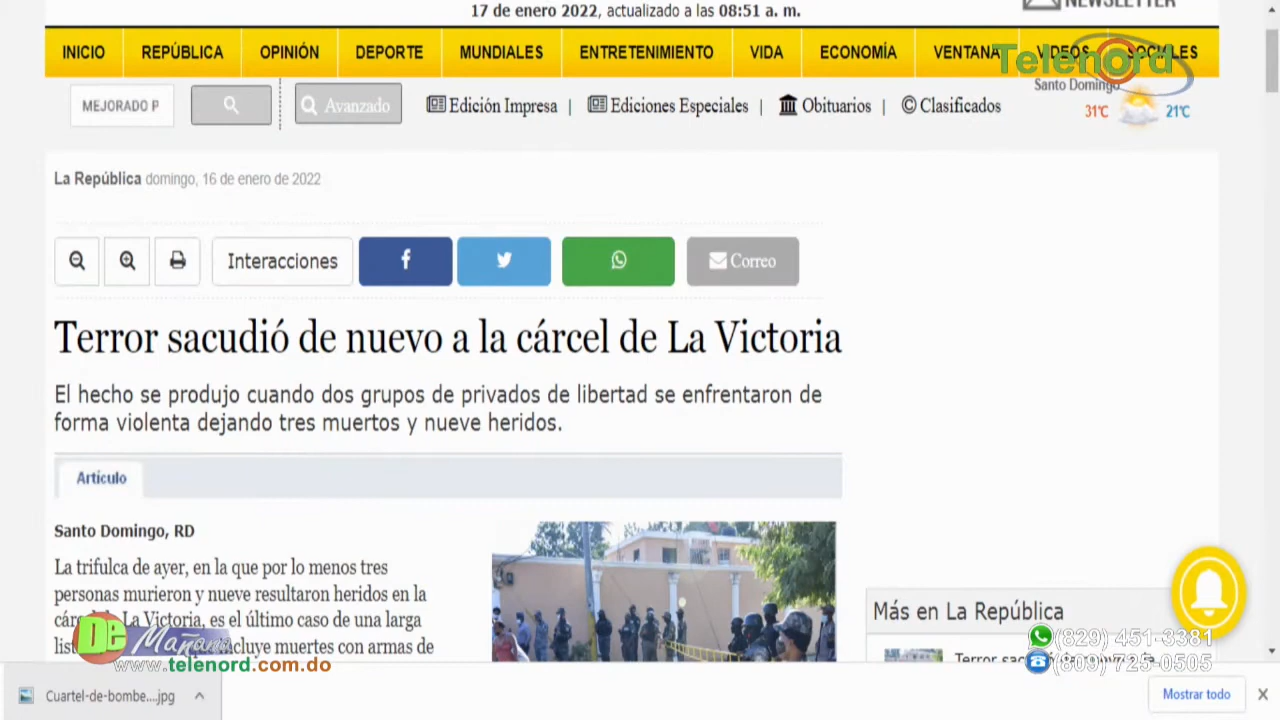 17 de enero 2022, actualizado a las 08:51 a. m.
NEWSLETTER
INICIO REPÚBLICA OPINIÓN DEPORTE MUNDIALES ENTRETENIMIENTO VIDA ECONOMÍA VENTANA VIDEOS SOCIALES
Telenord
MEJORADO P Avanzado Edición Impresa | Ediciones Especiales | Obituarios | Clasificados
Santo Domingo
31℃ 21℃
La República domingo, 16 de enero de 2022
Interacciones Correo
Terror sacudió de nuevo a la cárcel de La Victoria
El hecho se produjo cuando dos grupos de privados de libertad se enfrentaron de
forma violenta dejando tres muertos y nueve heridos.
Artículo
Santo Domingo, RD
La trifulca de ayer, en la que por lo menos tres
personas murieron y nueve resultaron heridos en la
La Victoria, es el último caso de una larga
muertes con armas de
Más en La República
De Mañana
www.telenord.com.do
(829) 451-3381
(809) 725-0505
Cuartel-de-bombe....jpg
Mostrar todo